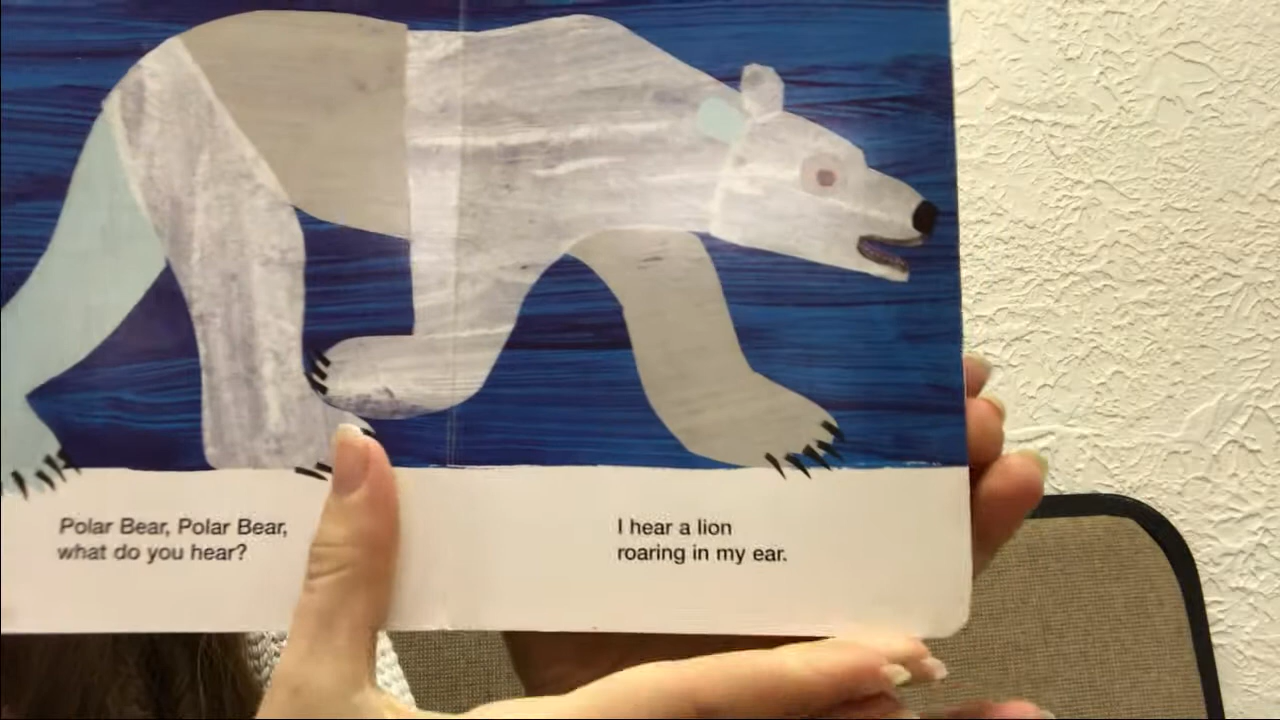 Polar Bear, Polar Bear,
what do you hear?
I hear a lion
roaring in my ear.